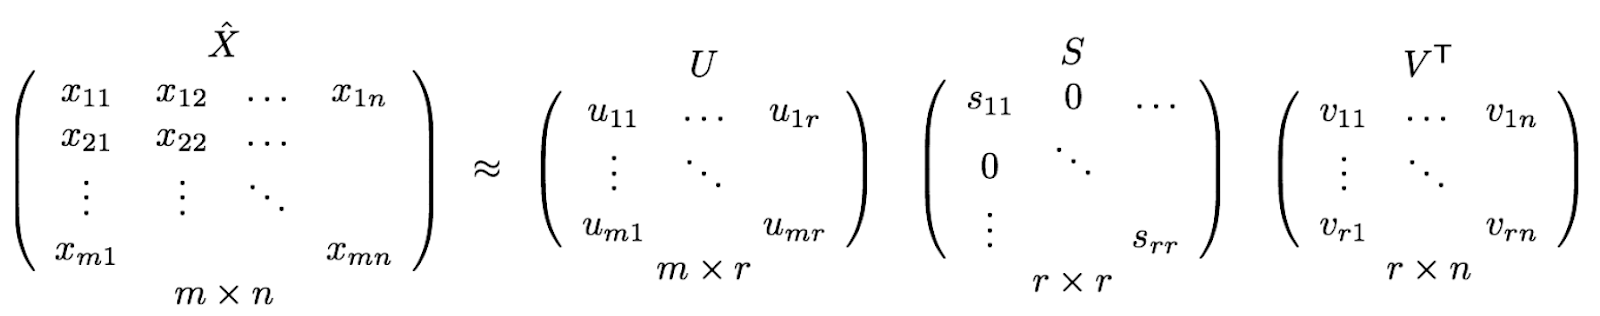 X̂ U S V⊤
x11 x12 … x1n
x21 x22 …
⋮ ⋮ ⋱
xm1 xmn
m × n
≈
u11 … u1r
⋮ ⋱
um1 umr
m × r
s11 0 …
0 ⋱
⋮ srr
r × r
v11 … v1n
⋮ ⋱
vr1 vrn
r × n